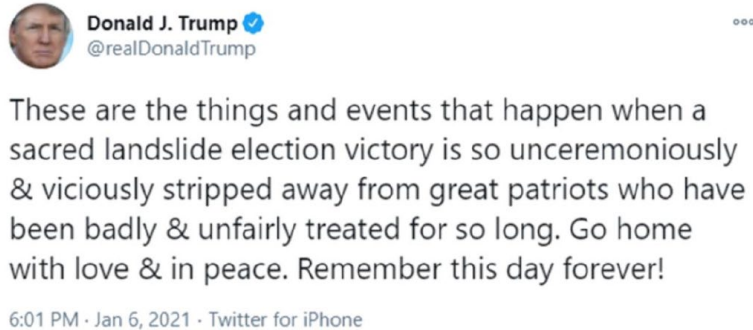 Donald J. Trump
@realDonaldTrump
These are the things and events that happen when a
sacred landslide election victory is so unceremoniously
& viciously stripped away from great patriots who have
been badly & unfairly treated for so long. Go home
with love & in peace. Remember this day forever!
6:01 PM · Jan 6, 2021 · Twitter for iPhone